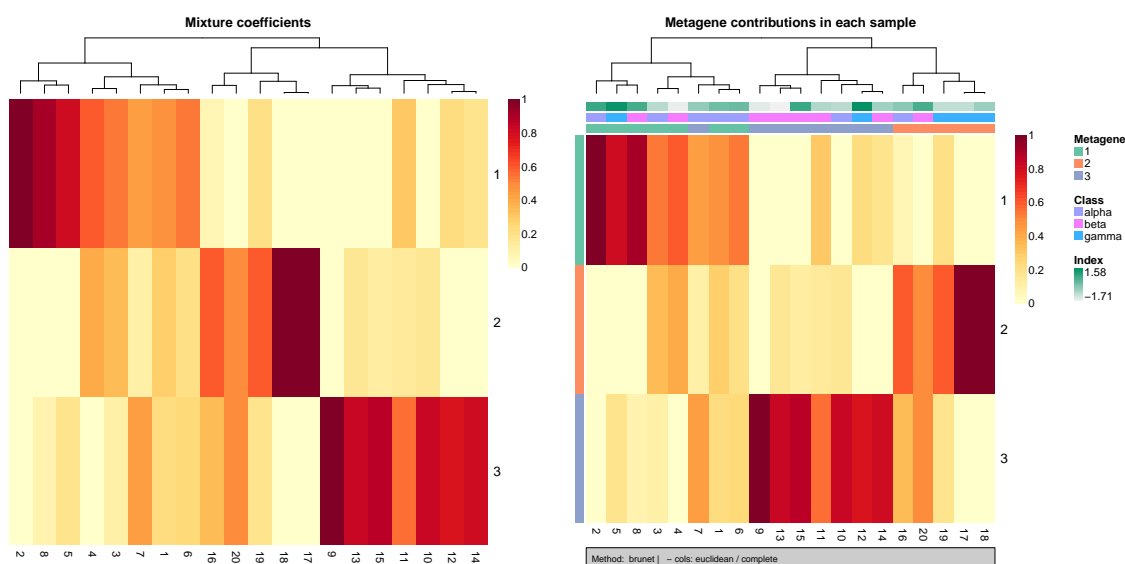 Mixture coefficients
1
2
3
2 8 5 4 3 7 1 6 16 20 19 18 17 9 13 15 11 10 12 14
1
0.8
0.6
0.4
0.2
0
Metagene contributions in each sample
1
2
3
2 5 8 3 4 7 1 6 9 13 15 11 10 12 14 16 20 19 17 18
1
0.8
0.6
0.4
0.2
0
Metagene
1
2
3
Class
alpha
beta
gamma
Index
1.58
−1.71
Method: brunet | − cols: euclidean / complete